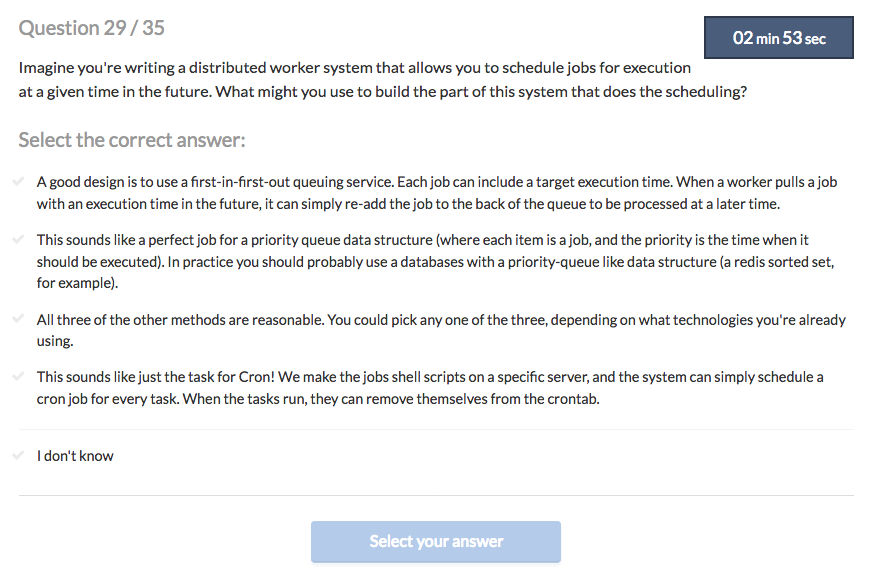 Question 29 / 35
02 min 53 sec
Imagine you're writing a distributed worker system that allows you to schedule jobs for execution
at a given time in the future. What might you use to build the part of this system that does the scheduling?
Select the correct answer:
A good design is to use a first-in-first-out queuing service. Each job can include a target execution time. When a worker pulls a job
with an execution time in the future, it can simply re-add the job to the back of the queue to be processed at a later time.
This sounds like a perfect job for a priority queue data structure (where each item is a job, and the priority is the time when it
should be executed). In practice you should probably use a databases with a priority-queue like data structure (a redis sorted set,
for example).
All three of the other methods are reasonable. You could pick any one of the three, depending on what technologies you're already
using.
This sounds like just the task for Cron! We make the jobs shell scripts on a specific server, and the system can simply schedule a
cron job for every task. When the tasks run, they can remove themselves from the crontab.
I don't know
Select your answer